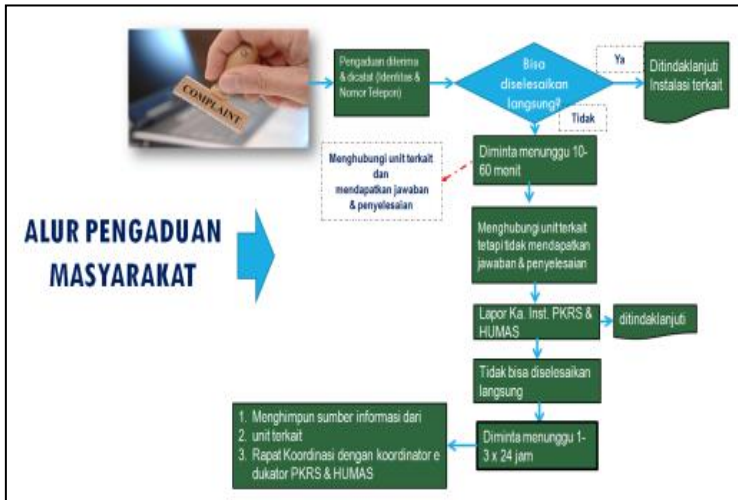 COMPLAINT
Pengaduan diterima
& dicatat (Identitas &
Nomor Telepon)
Bisa
diselesaikan
langsung?
Ya
Ditindaklanjuti
Instalasi terkait
Tidak
Diminta menunggu 10-
60 menit
Menghubungi unit terkait
dan
mendapatkan jawaban
& penyelesaian
ALUR PENGADUAN
MASYARAKAT
Menghubungi unit terkait
tetapi tidak mendapatkan
jawaban & penyelesaian
Lapor Ka. Inst. PKRS &
HUMAS
ditindaklanjuti
Tidak bisa diselesaikan
langsung
Diminta menunggu 1-
3 x 24 jam
1. Menghimpun sumber informasi dari
2. unit terkait
3. Rapat Koordinasi dengan koordinator e
dukator PKRS & HUMAS